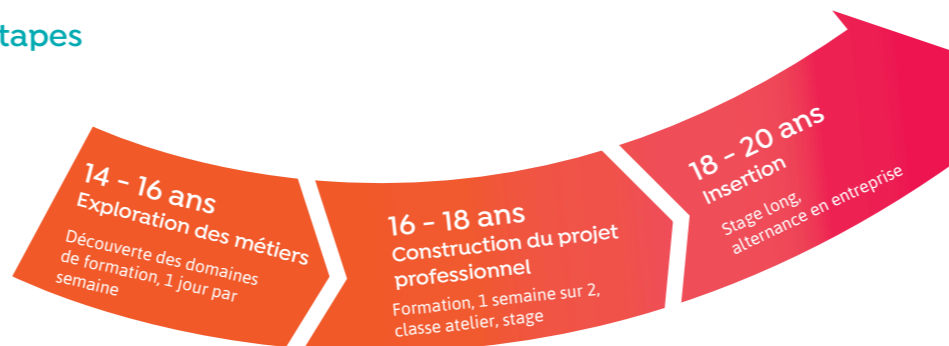 tapes
14 - 16 ans
Exploration des métiers
Découverte des domaines
de formation, 1 jour par
semaine
16 - 18 ans
Construction du projet
professionnel
Formation, 1 semaine sur 2,
classe atelier, stage
18 - 20 ans
Insertion
Stage long,
alternance en entreprise